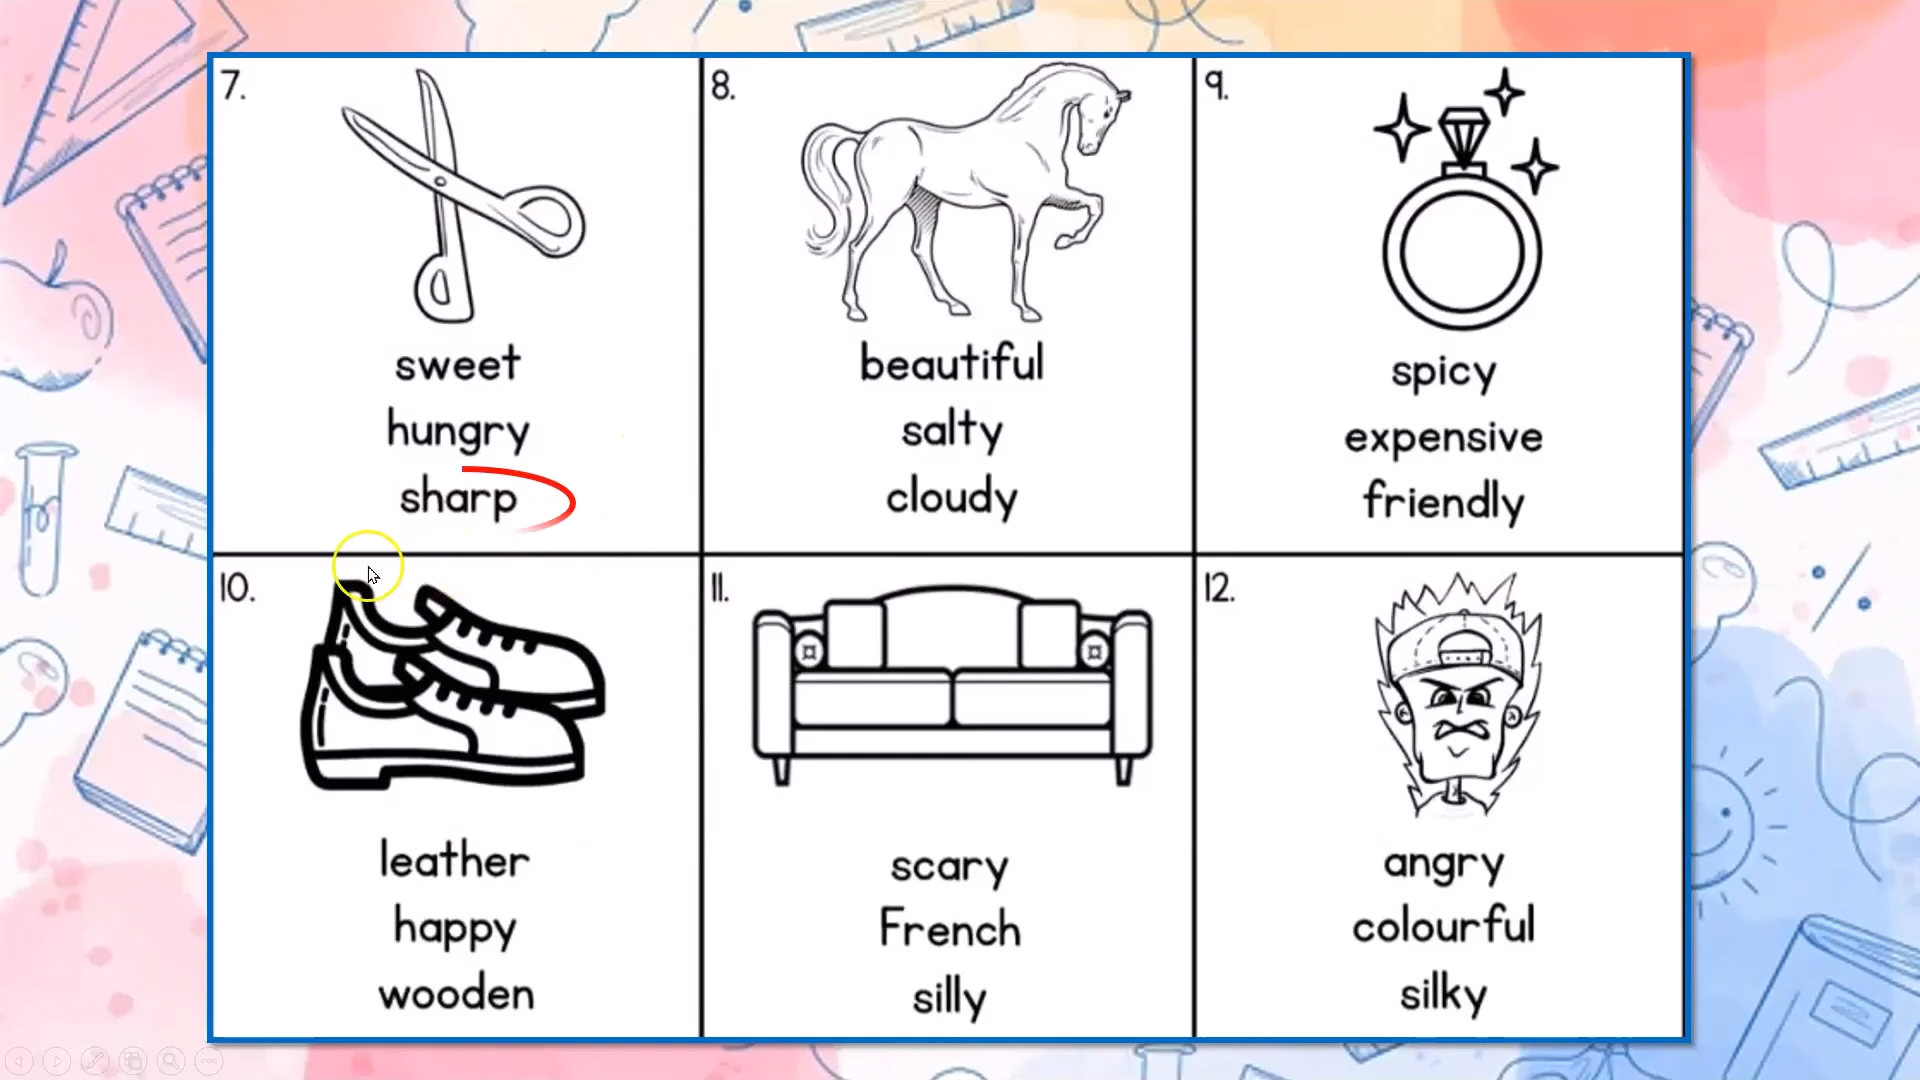 7.
sweet
hungry
sharp
8.
beautiful
salty
cloudy
9.
spicy
expensive
friendly
10.
leather
happy
wooden
11.
scary
French
silly
12.
angry
colourful
silky